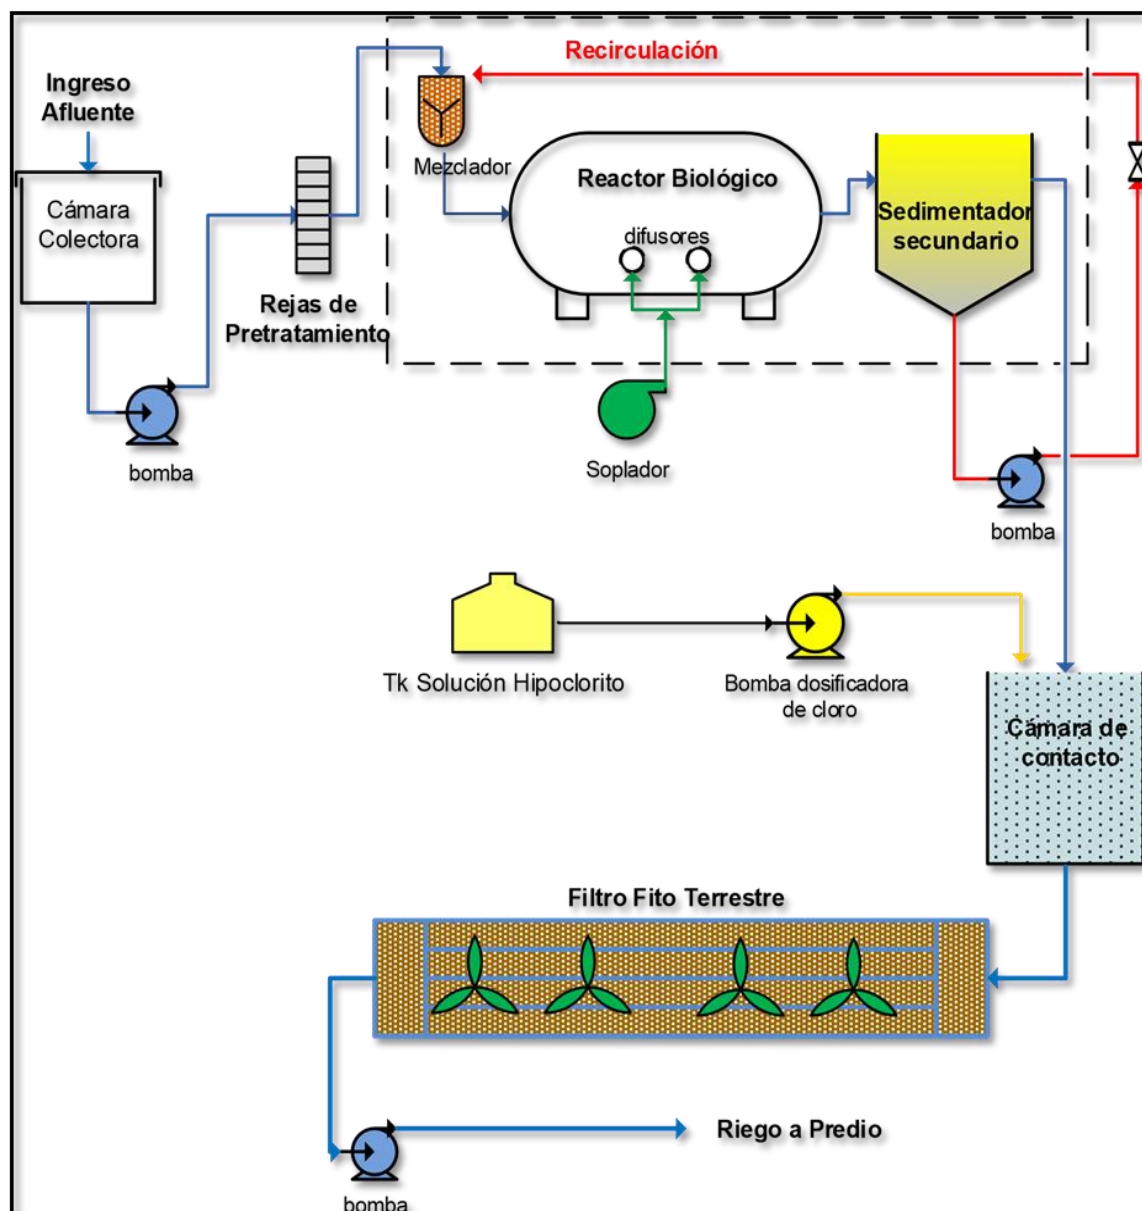 Recirculación
Ingreso
Afluente
Mezclador
Cámara
Colectora
Reactor Biológico
difusores
Sedimentador
secundario
Rejas de
Pretratamiento
bomba
Soplador
bomba
Tk Solución Hipoclorito
Bomba dosificadora
de cloro
Cámara de
contacto
Filtro Fito Terrestre
Riego a Predio
bomba